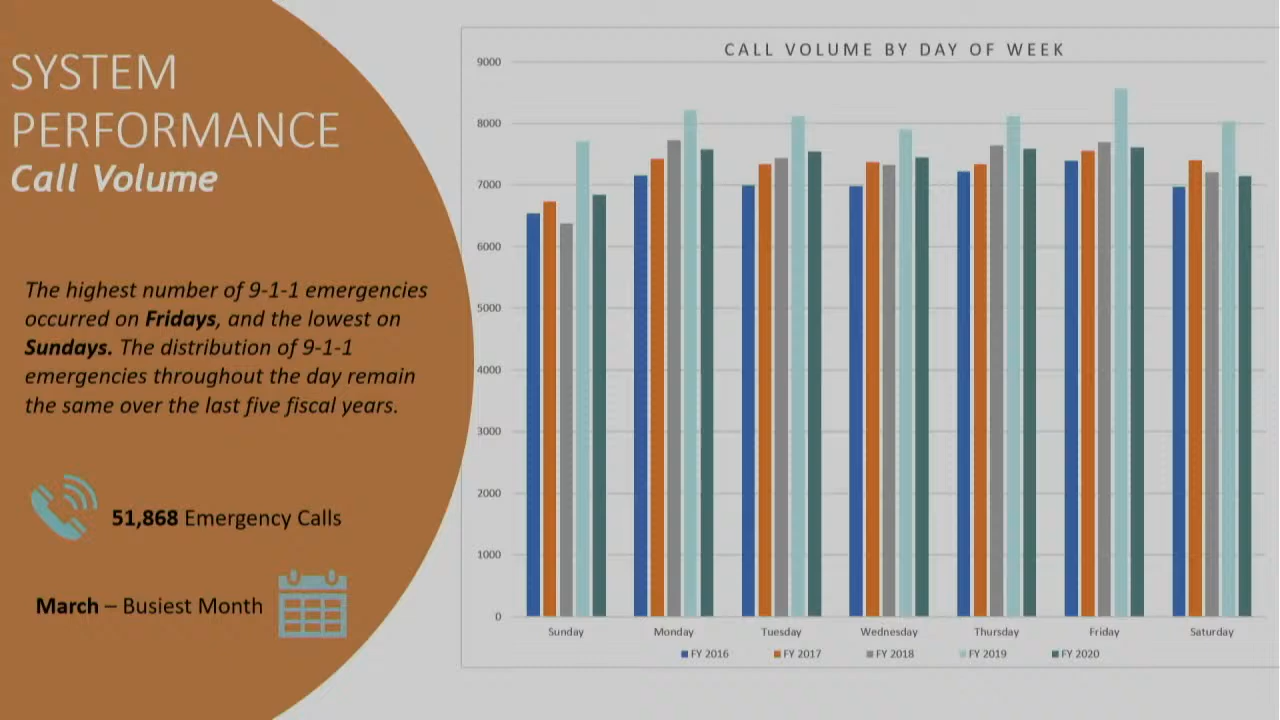 SYSTEM
PERFORMANCE
Call Volume
The highest number of 9-1-1 emergencies
occurred on Fridays, and the lowest on
Sundays. The distribution of 9-1-1
emergencies throughout the day remain
the same over the last five fiscal years.
51,868 Emergency Calls
March – Busiest Month
CALL VOLUME BY DAY OF WEEK
9000
8000
7000
6000
5000
4000
3000
2000
1000
0
Sunday Monday Tuesday Wednesday Thursday Friday Saturday
FY 2016 FY 2017 FY 2018 FY 2019 FY 2020